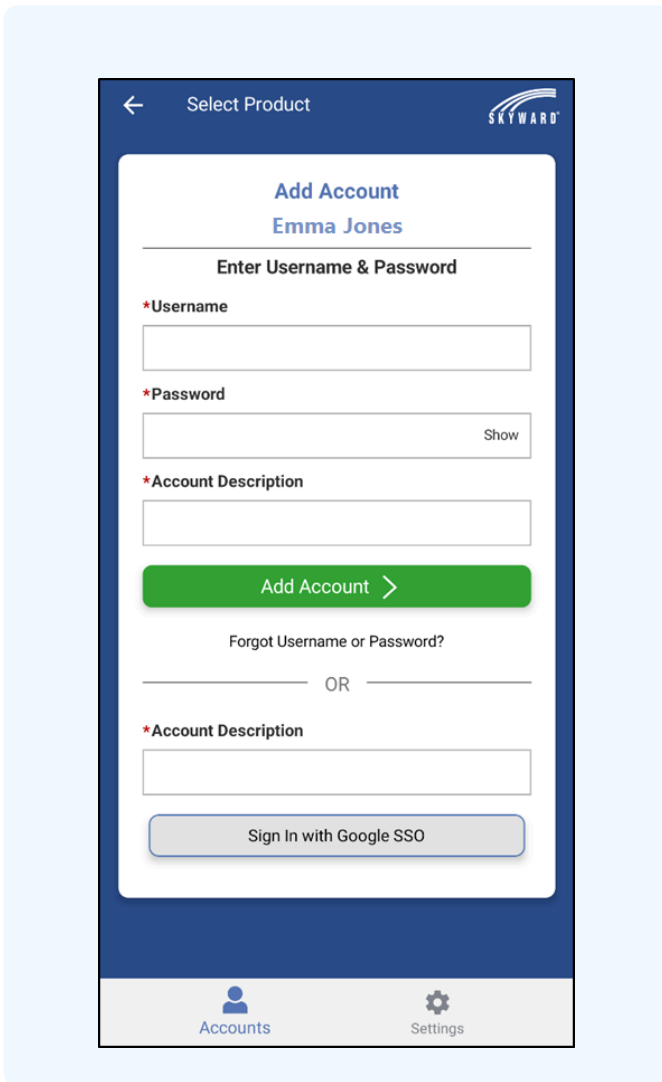 Select Product
SKYWARD®
Add Account
Emma Jones
Enter Username & Password
*Username
*Password
Show
*Account Description
Add Account
Forgot Username or Password?
OR
*Account Description
Sign In with Google SSO
Accounts
Settings